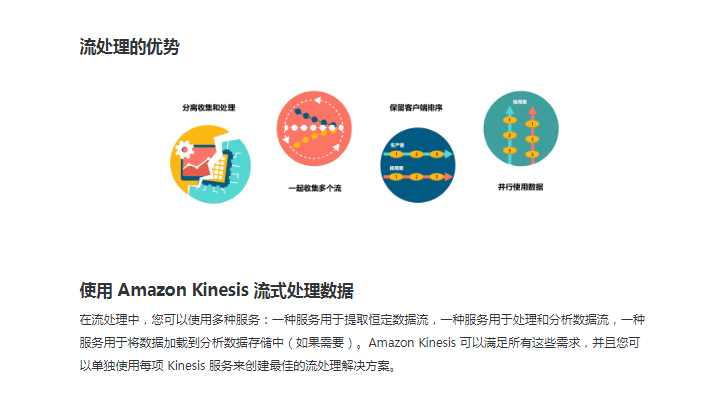 流处理的优势
分离收集和处理
一起收集多个流
保留客户端排序
生产者
1 2 3
1 2 3
使用者
并行使用数据
使用 Amazon Kinesis 流式处理数据
在流处理中，您可以使用多种服务：一种服务用于提取恒定数据流，一种服务用于处理和分析数据流，一种
服务用于将数据加载到分析数据存储中（如果需要）。Amazon Kinesis 可以满足所有这些需求，并且您可
以单独使用每项 Kinesis 服务来创建最佳的流处理解决方案。